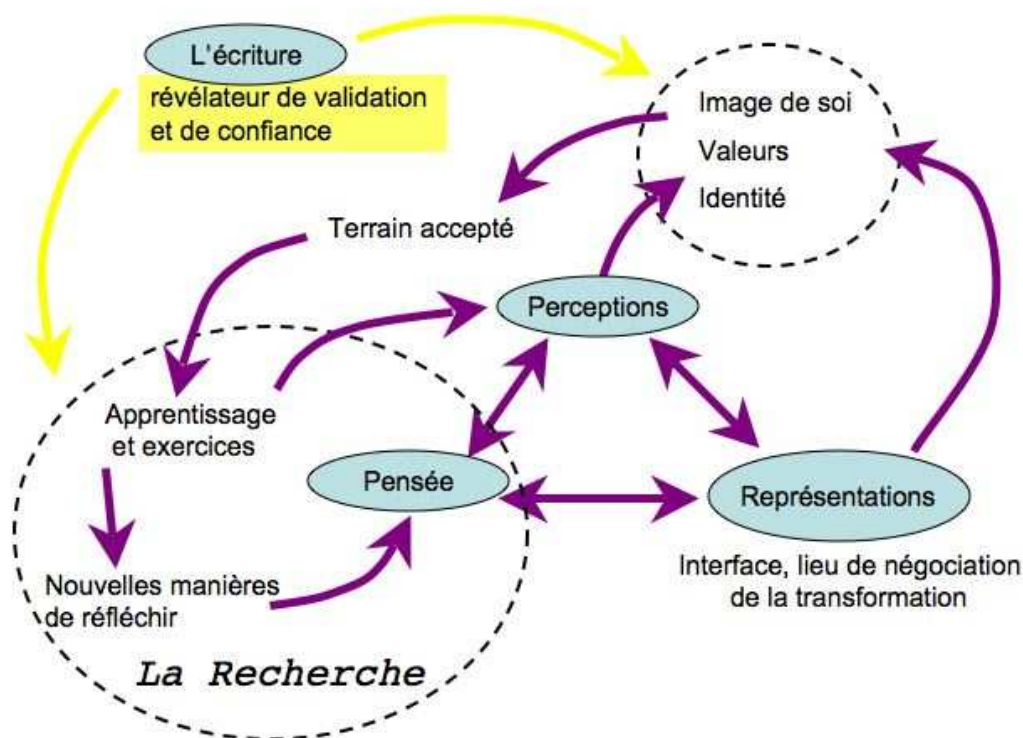 L'écriture
révélateur de validation
et de confiance
Image de soi
Valeurs
Identité
Terrain accepté
Perceptions
Apprentissage
et exercices
Pensée
Représentations
Interface, lieu de négociation
de la transformation
Nouvelles manières
de réfléchir
La Recherche